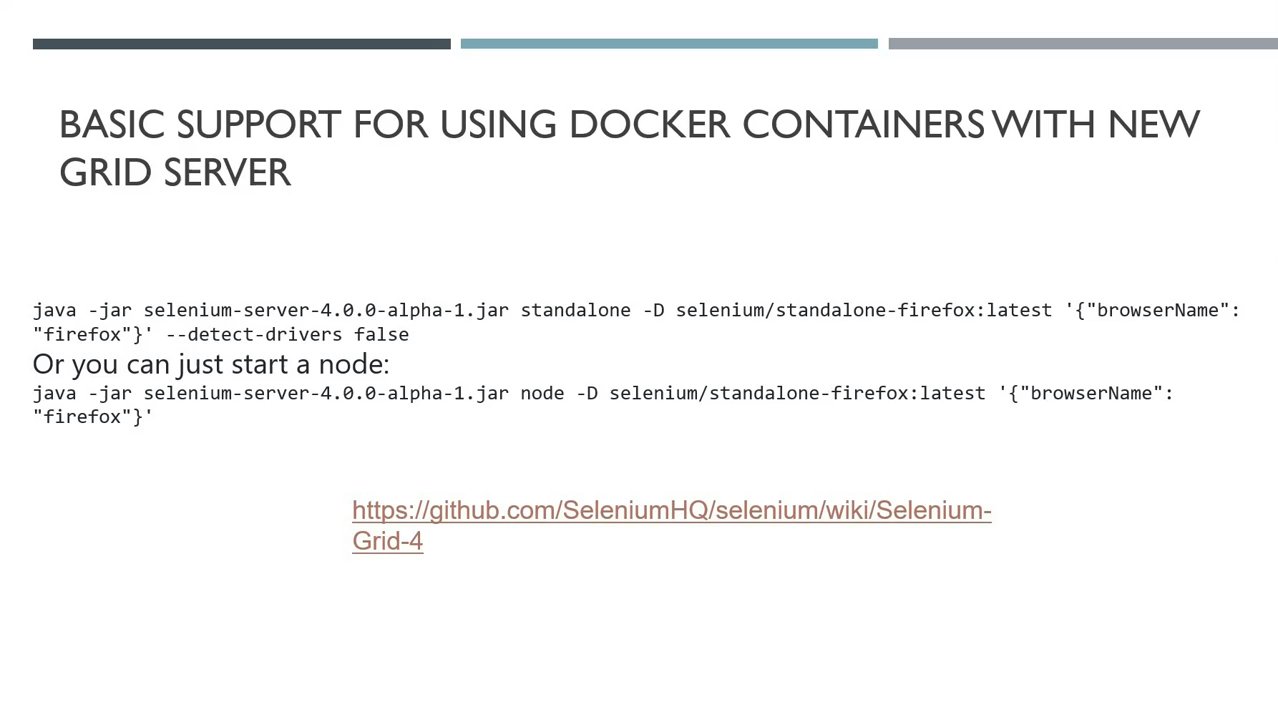 BASIC SUPPORT FOR USING DOCKER CONTAINERS WITH NEW
GRID SERVER
java -jar selenium-server-4.0.0-alpha-1.jar standalone -D selenium/standalone-firefox:latest '{"browserName":
"firefox"}' --detect-drivers false
Or you can just start a node:
java -jar selenium-server-4.0.0-alpha-1.jar node -D selenium/standalone-firefox:latest '{"browserName":
"firefox"}'
https://github.com/SeleniumHQ/selenium/wiki/Selenium-
Grid-4